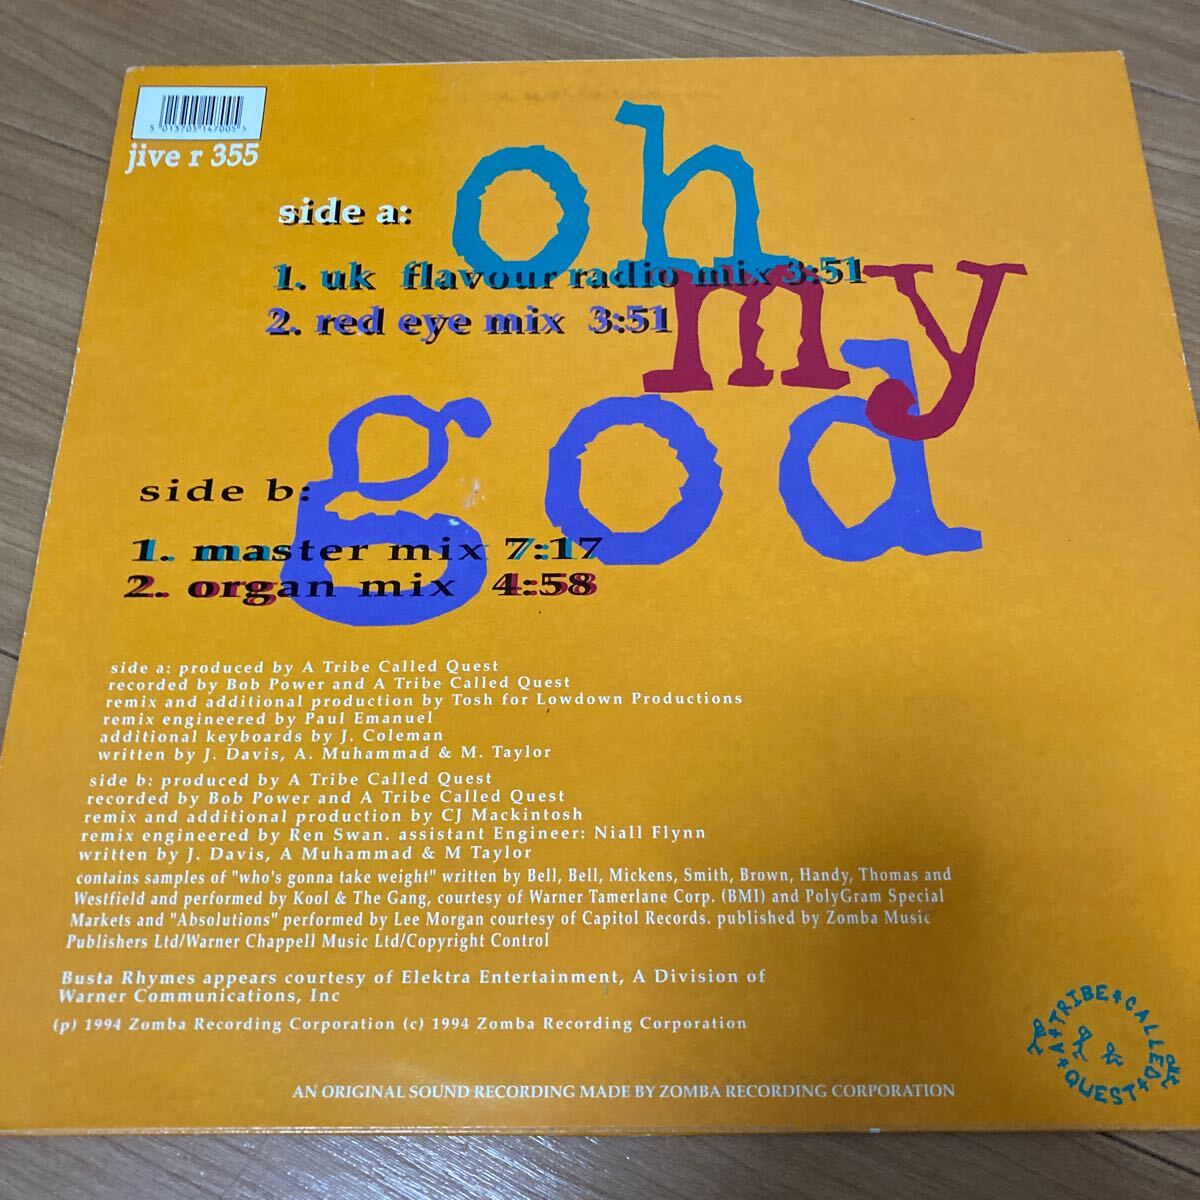 5 013705 147005 >
jive r 355
oh
my
god
side a:
1. uk flavour radio mix 3:51
2. red eye mix 3:51
side b:
1. master mix 7:17
2. organ mix 4:58
side a: produced by A Tribe Called Quest
recorded by Bob Power and A Tribe Called Quest
remix and additional production by Tosh for Lowdown Productions
remix engineered by Paul Emanuel
additional keyboards by J. Coleman
written by J. Davis, A. Muhammad & M. Taylor
side b: produced by A Tribe Called Quest
recorded by Bob Power and A Tribe Called Quest
remix and additional production by CJ Mackintosh
remix engineered by Ren Swan. assistant Engineer: Niall Flynn
written by J. Davis, A Muhammad & M Taylor
contains samples of "who's gonna take weight" written by Bell, Bell, Mickens, Smith, Brown, Handy, Thomas and
Westfield and performed by Kool & The Gang, courtesy of Warner Tamerlane Corp. (BMI) and PolyGram Special
Markets and "Absolutions" performed by Lee Morgan courtesy of Capitol Records. published by Zomba Music
Publishers Ltd/Warner Chappell Music Ltd/Copyright Control
Busta Rhymes appears courtesy of Elektra Entertainment, A Division of
Warner Communications, Inc
(p) 1994 Zomba Recording Corporation (c) 1994 Zomba Recording Corporation
A TRIBE CALLED QUEST
AN ORIGINAL SOUND RECORDING MADE BY ZOMBA RECORDING CORPORATION